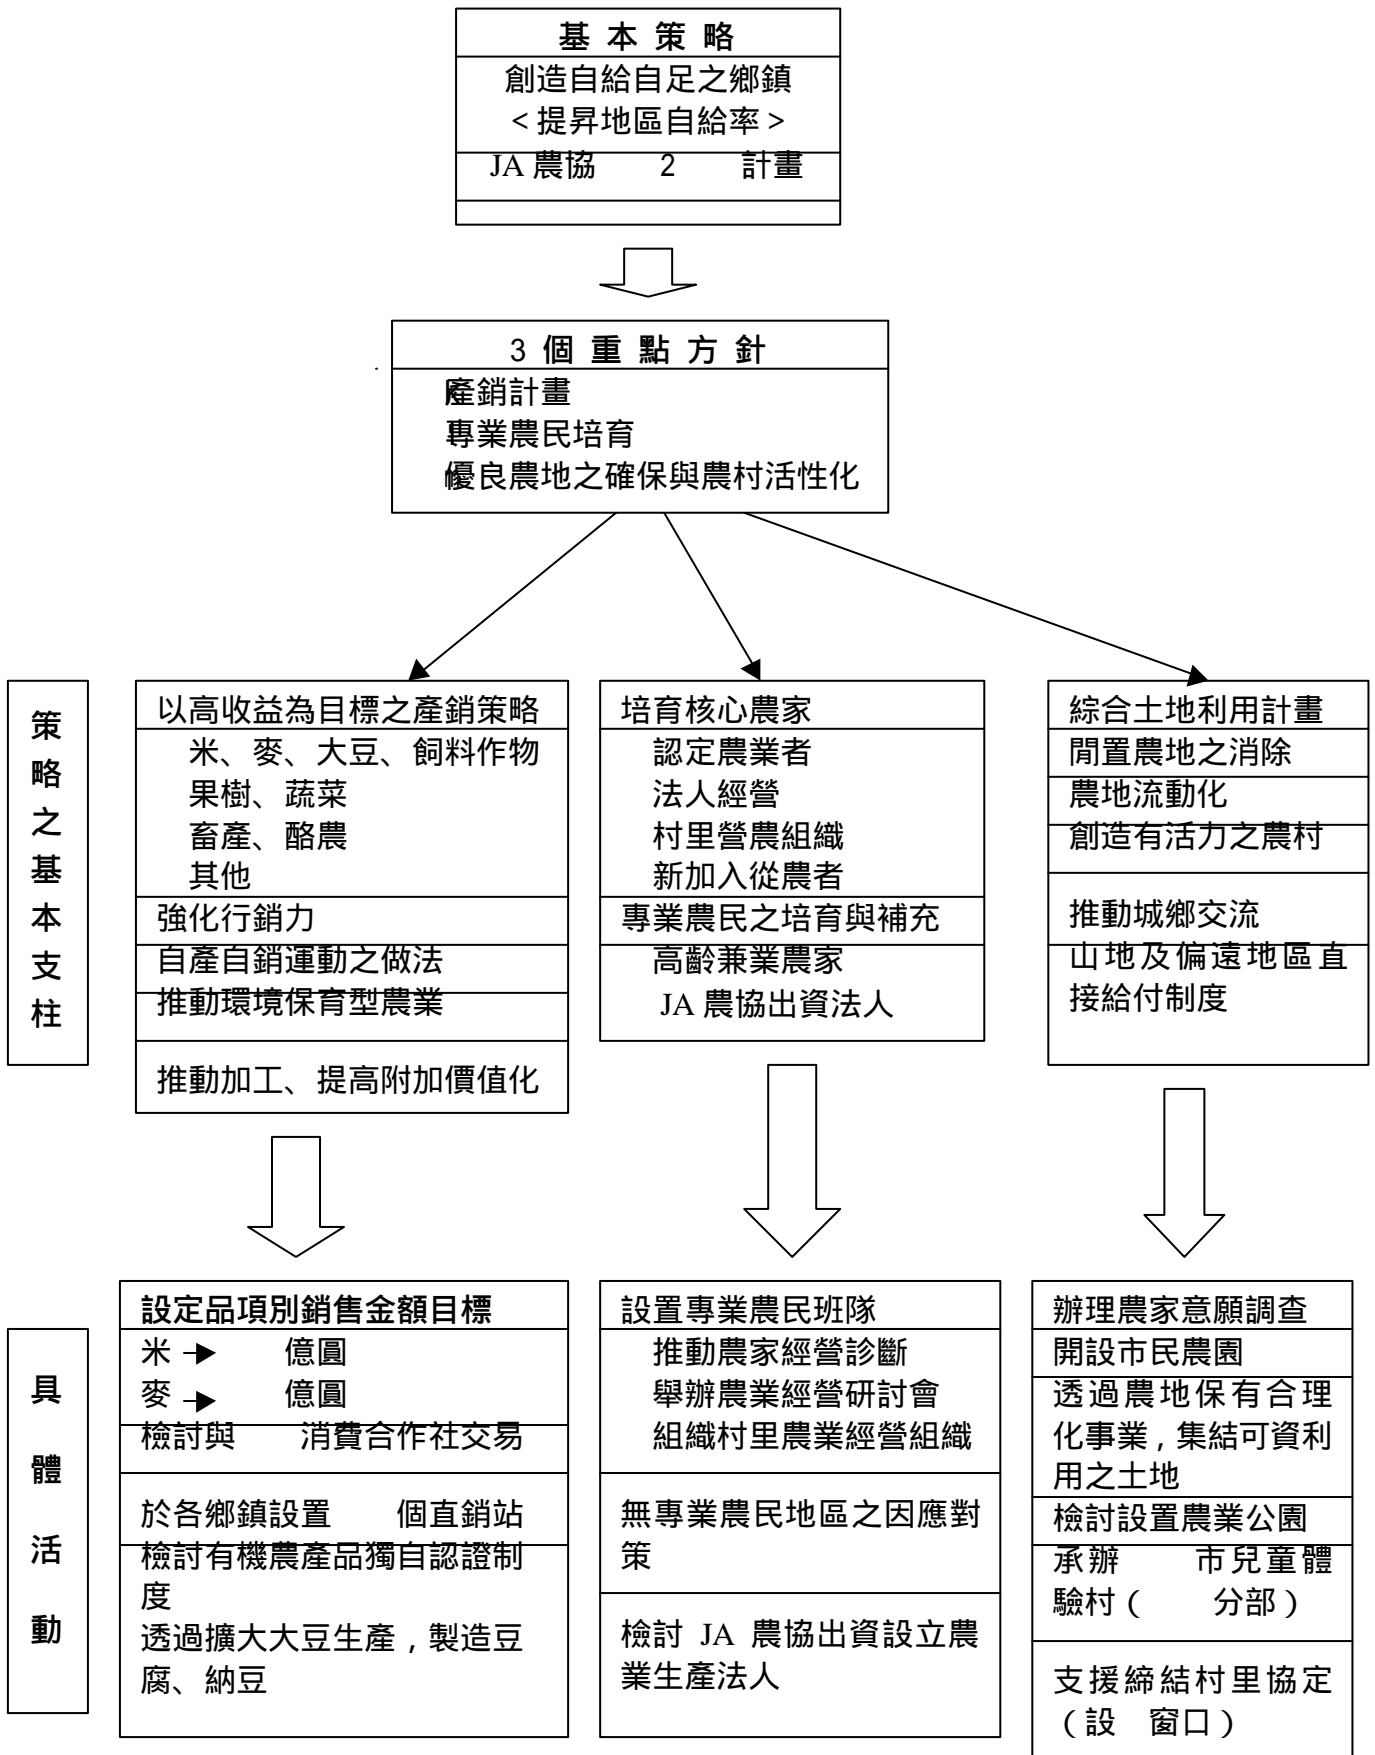 基本策略
創造自給自足之鄉鎮
<提昇地區自給率>
JA 農協 2 計畫
3 個重點方針
產銷計畫
專業農民培育
優良農地之確保與農村活性化
策略之基本支柱
以高收益為目標之產銷策略
米、麥、大豆、飼料作物
果樹、蔬菜
畜產、酪農
其他
強化行銷力
自產自銷運動之做法
推動環境保育型農業
推動加工、提高附加價值化
培育核心農家
認定農業者
法人經營
村里營農組織
新加入從農者
專業農民之培育與補充
高齡兼業農家
JA 農協出資法人
綜合土地利用計畫
閒置農地之消除
農地流動化
創造有活力之農村
推動城鄉交流
山地及偏遠地區直
接給付制度
具體活動
設定品項別銷售金額目標
米 → 億圓
麥 → 億圓
檢討與 消費合作社交易
於各鄉鎮設置 個直銷站
檢討有機農產品獨自認證制
度
透過擴大大豆生產，製造豆
腐、納豆
設置專業農民班隊
推動農家經營診斷
舉辦農業經營研討會
組織村里農業經營組織
無專業農民地區之因應對
策
檢討 JA 農協出資設立農
業生產法人
辦理農家意願調查
開設市民農園
透過農地保有合理
化事業，集結可資利
用之土地
檢討設置農業公園
承辦 市兒童體
驗村（ 分部）
支援締結村里協定
（設 窗口）